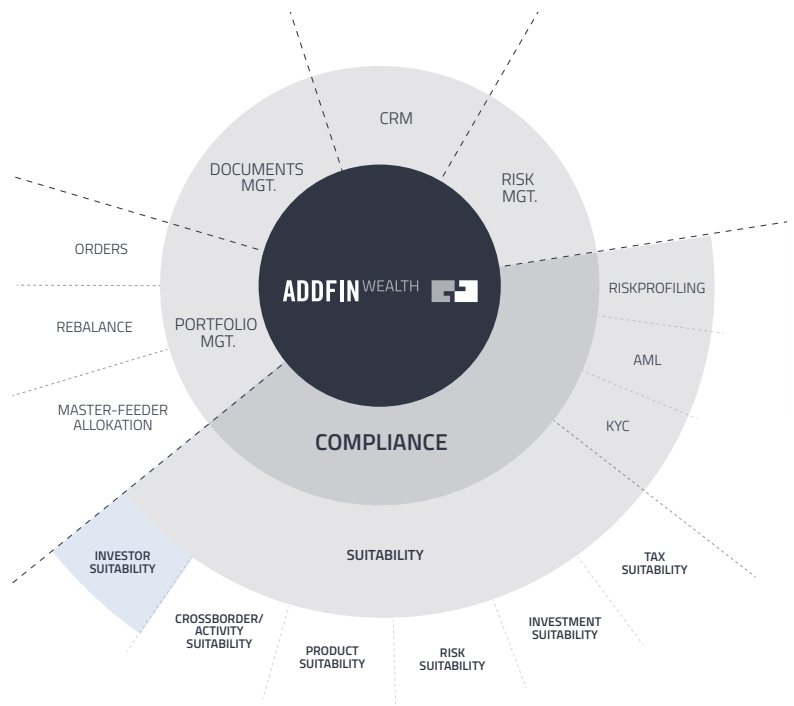 CRM
DOCUMENTS
MGT.
RISK
MGT.
ORDERS
ADDFIN WEALTH
RISKPROFILING
REBALANCE
PORTFOLIO
MGT.
AML
MASTER-FEEDER
ALLOKATION
KYC
COMPLIANCE
INVESTOR
SUITABILITY
SUITABILITY
TAX
SUITABILITY
CROSSBORDER/
ACTIVITY
SUITABILITY
PRODUCT
SUITABILITY
RISK
SUITABILITY
INVESTMENT
SUITABILITY